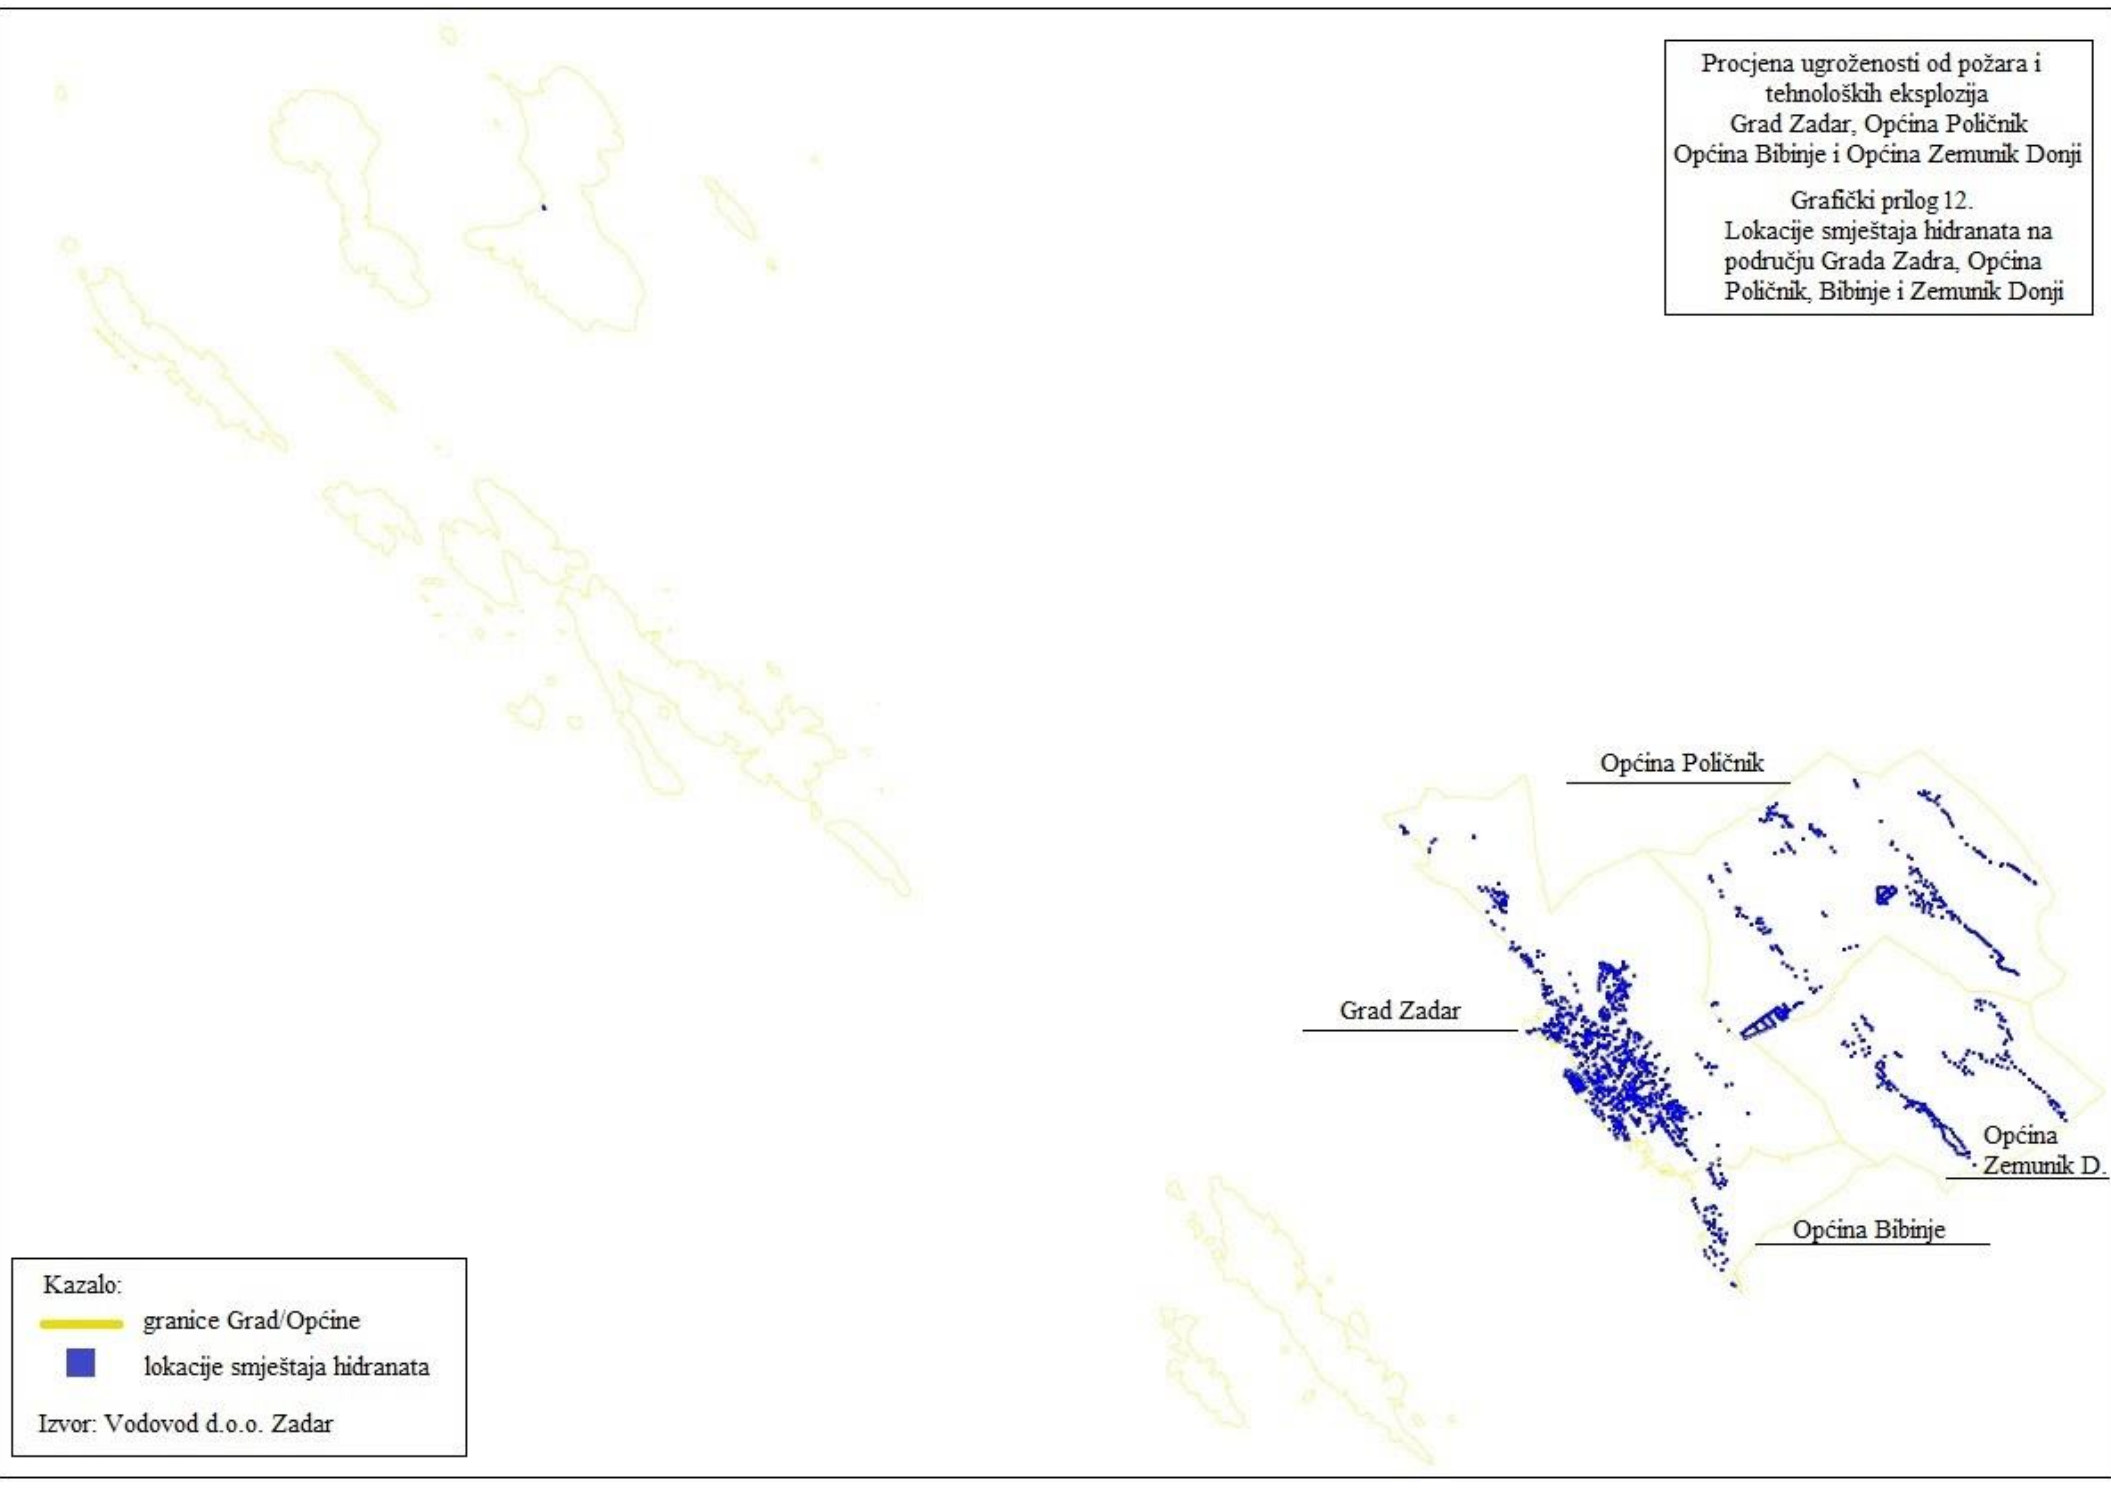 Procjena ugroženosti od požara i
tehnoloških eksplozija
Grad Zadar, Općina Poličnik
Općina Bibinje i Općina Zemunik Donji
Grafički prilog 12.
Lokacije smještaja hidranata na
području Grada Zadra, Općina
Poličnik, Bibinje i Zemunik Donji
Općina Poličnik
Grad Zadar
Općina
Zemunik D.
Općina Bibinje
Kazalo:
granice Grad/Općine
lokacije smještaja hidranata
Izvor: Vodovod d.o.o. Zadar